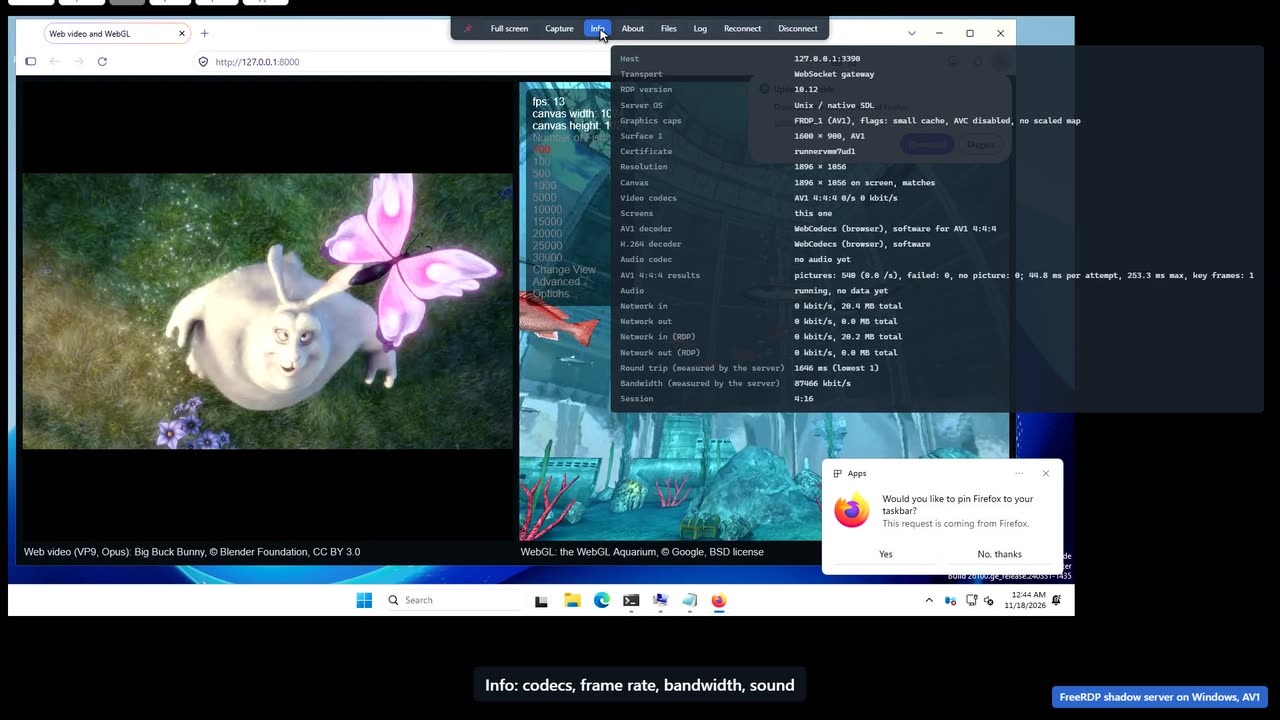 Web video and WebGL
Full screen
Capture
Info
About
Files
Log
Reconnect
Disconnect
http://127.0.0.1:8000
Host 127.0.0.1:3390
Transport WebSocket gateway
RDP version 10.12
Server OS Unix / native SDL
Graphics caps FRDP_1 (AV1), flags: small cache, AVC disabled, no scaled map
Surface 1 1600 × 900, AV1
Certificate runnervmm7ud1
Resolution 1896 × 1056
Canvas 1896 × 1056 on screen, matches
Video codecs AV1 4:4:4 0/s 0 kbit/s
Screens this one
AV1 decoder WebCodecs (browser), software for AV1 4:4:4
H.264 decoder WebCodecs (browser), software
Audio codec no audio yet
AV1 4:4:4 results pictures: 540 (0.0 /s), failed: 0, no picture: 0; 44.8 ms per attempt, 253.3 ms max, key frames: 1
Audio running, no data yet
Network in 0 kbit/s, 20.4 MB total
Network out 0 kbit/s, 0.0 MB total
Network in (RDP) 0 kbit/s, 20.2 MB total
Network out (RDP) 0 kbit/s, 0.0 MB total
Round trip (measured by the server) 1646 ms (lowest 1)
Bandwidth (measured by the server) 87466 kbit/s
Session 4:16
Download
Dismiss
fps: 13
canvas width: 10
canvas height: 1
Number of Fis
100
500
1000
5000
10000
15000
20000
25000
30000
Change View
Advanced
Options...
Web video (VP9, Opus): Big Buck Bunny, © Blender Foundation, CC BY 3.0
WebGL: the WebGL Aquarium, © Google, BSD license
Apps
Would you like to pin Firefox to your
taskbar?
This request is coming from Firefox.
Yes
No, thanks
Build 26100.ge_release.240331-1435
Search
12:44 AM
11/18/2026
Info: codecs, frame rate, bandwidth, sound
FreeRDP shadow server on Windows, AV1